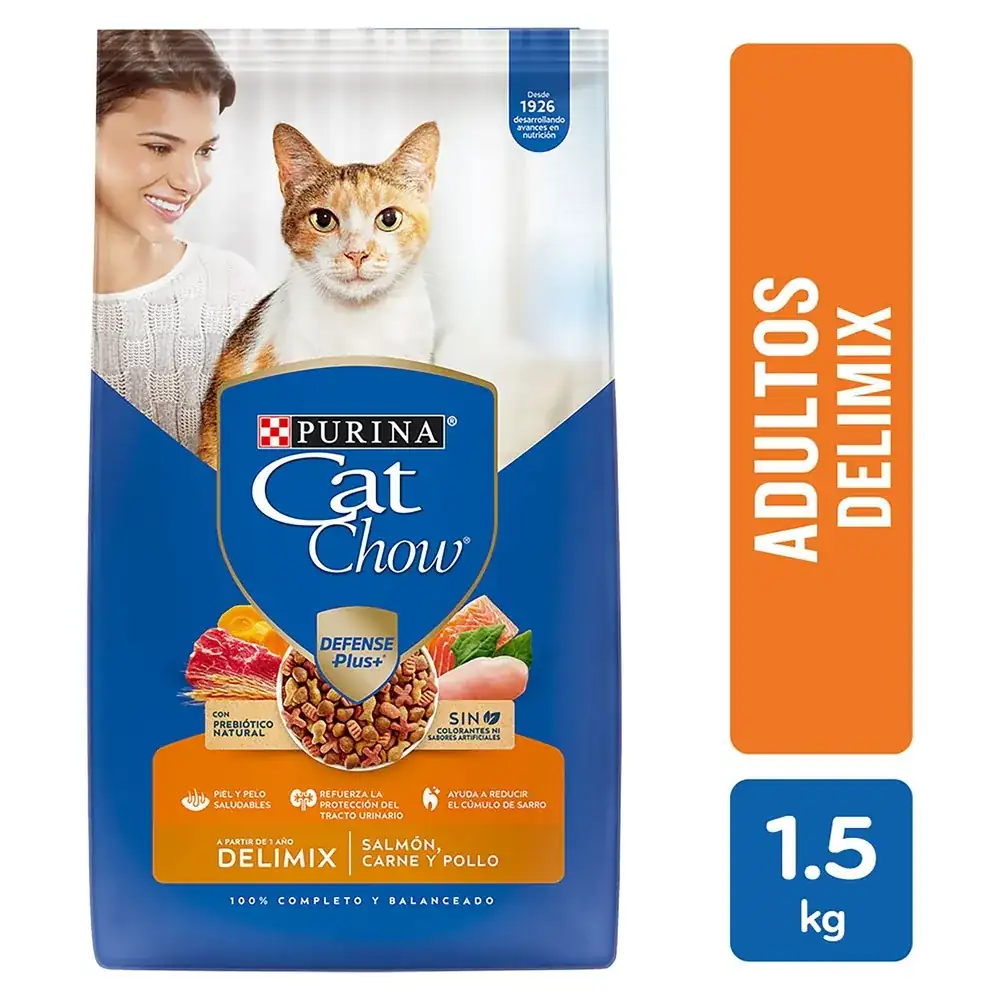 Desde
1926
desarrollando
avances en
nutrición
PURINA®
Cat
Chow®
DEFENSE
Plus+
CON
PREBIÓTICO
NATURAL
SIN
COLORANTES NI
SABORES ARTIFICIALES
PIEL Y PELO
SALUDABLES
REFUERZA LA
PROTECCIÓN DEL
TRACTO URINARIO
AYUDA A REDUCIR
EL CÚMULO DE SARRO
A PARTIR DE 1 AÑO
DELIMIX
SALMÓN,
CARNE Y POLLO
100% COMPLETO Y BALANCEADO
ADULTOS
DELIMIX
1.5
kg